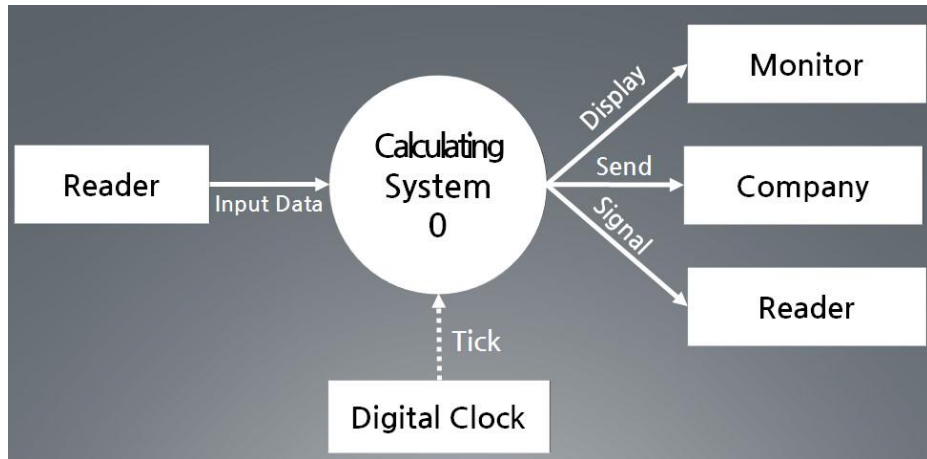 Monitor
Display
Calculating
System
0
Reader
Input Data
Send
Company
Signal
Reader
Tick
Digital Clock